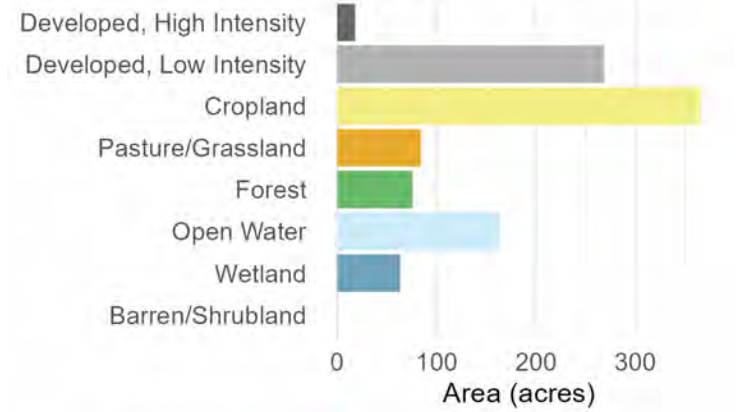 Developed, High Intensity
Developed, Low Intensity
Cropland
Pasture/Grassland
Forest
Open Water
Wetland
Barren/Shrubland
0 100 200 300
Area (acres)